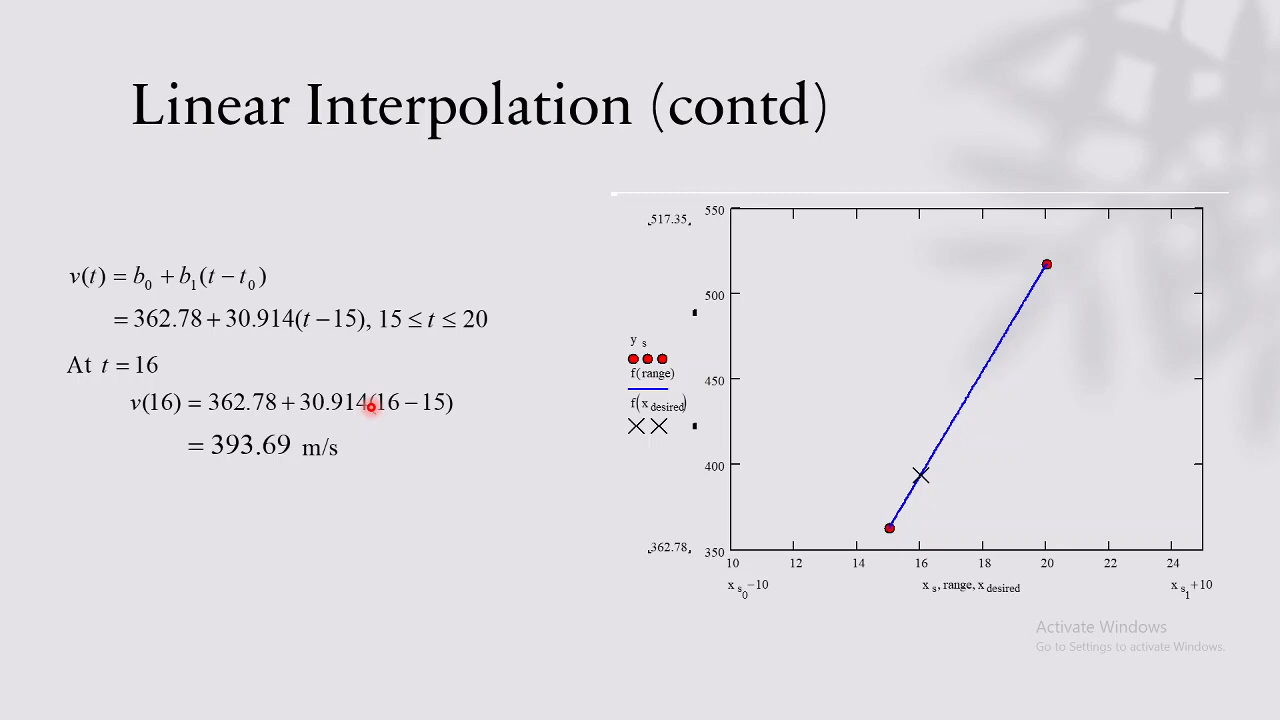 Linear Interpolation (contd)
v(t) = b₀ + b₁(t − t₀)
= 362.78 + 30.914(t − 15), 15 ≤ t ≤ 20
At t = 16
v(16) = 362.78 + 30.914(16 − 15)
= 393.69 m/s
517.35
550
500
450
400
350
y s
f(range)
f(x desired)
362.78
10 12 14 16 18 20 22 24
x s₀ −10 x s, range, x desired x s₁ +10
Activate Windows
Go to Settings to activate Windows.